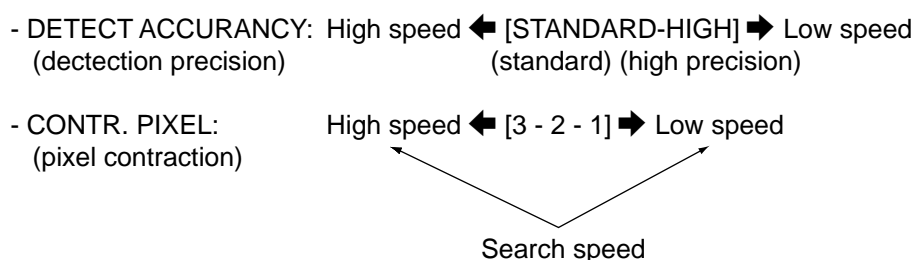 - DETECT ACCURANCY: High speed ⬅ [STANDARD-HIGH] ➡ Low speed
(dectection precision) (standard) (high precision)
- CONTR. PIXEL: High speed ⬅ [3 - 2 - 1] ➡ Low speed
(pixel contraction)
Search speed